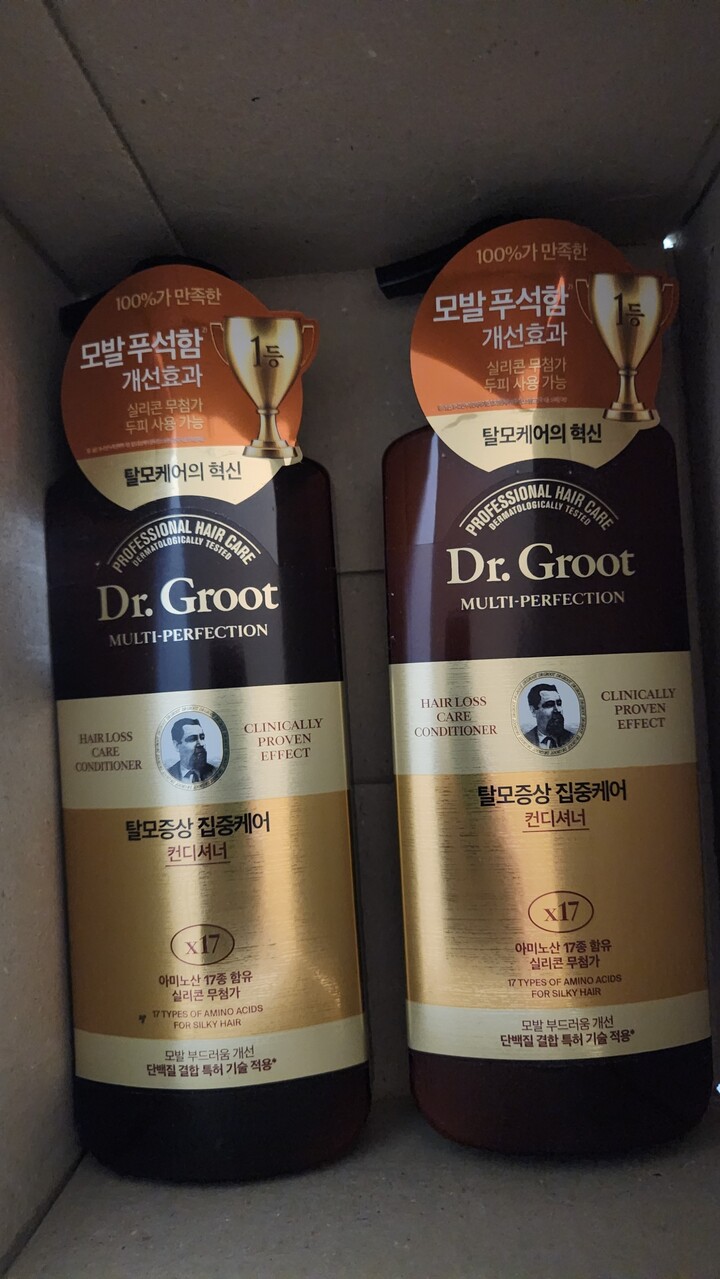 100%가 만족한
모발 푸석함
개선효과
1등
실리콘 무첨가
두피 사용 가능
탈모케어의 혁신
PROFESSIONAL HAIR CARE
DERMATOLOGICALLY TESTED
Dr. Groot
MULTI-PERFECTION
HAIR LOSS
CARE
CONDITIONER
CLINICALLY
PROVEN
EFFECT
탈모증상 집중케어
컨디셔너
x17
아미노산 17종 함유
실리콘 무첨가
17 TYPES OF AMINO ACIDS
FOR SILKY HAIR
모발 부드러움 개선
단백질 결합 특허 기술 적용*
100%가 만족한
모발 푸석함
개선효과
1등
실리콘 무첨가
두피 사용 가능
탈모케어의 혁신
PROFESSIONAL HAIR CARE
DERMATOLOGICALLY TESTED
Dr. Groot
MULTI-PERFECTION
HAIR LOSS
CARE
CONDITIONER
CLINICALLY
PROVEN
EFFECT
탈모증상 집중케어
컨디셔너
x17
아미노산 17종 함유
실리콘 무첨가
17 TYPES OF AMINO ACIDS
FOR SILKY HAIR
모발 부드러움 개선
단백질 결합 특허 기술 적용*